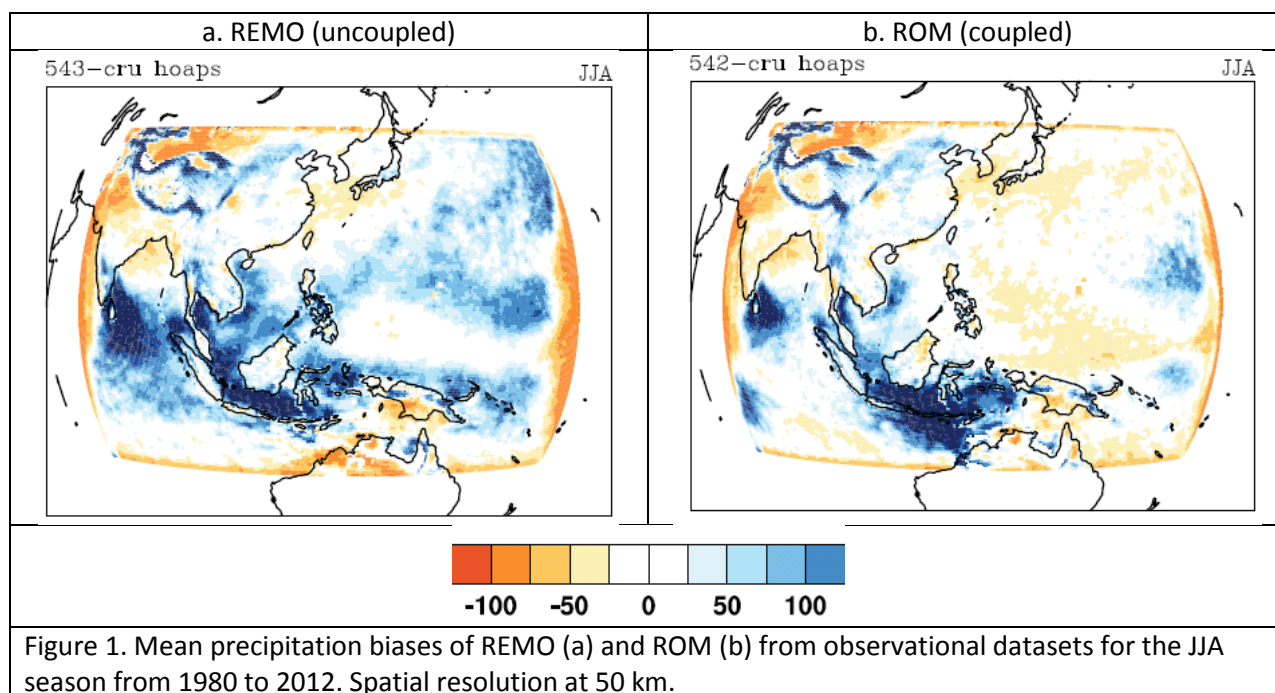 a. REMO (uncoupled)
b. ROM (coupled)
543-cru hoaps
JJA
542-cru hoaps
JJA
-100 -50 0 50 100
Figure 1. Mean precipitation biases of REMO (a) and ROM (b) from observational datasets for the JJA
season from 1980 to 2012. Spatial resolution at 50 km.